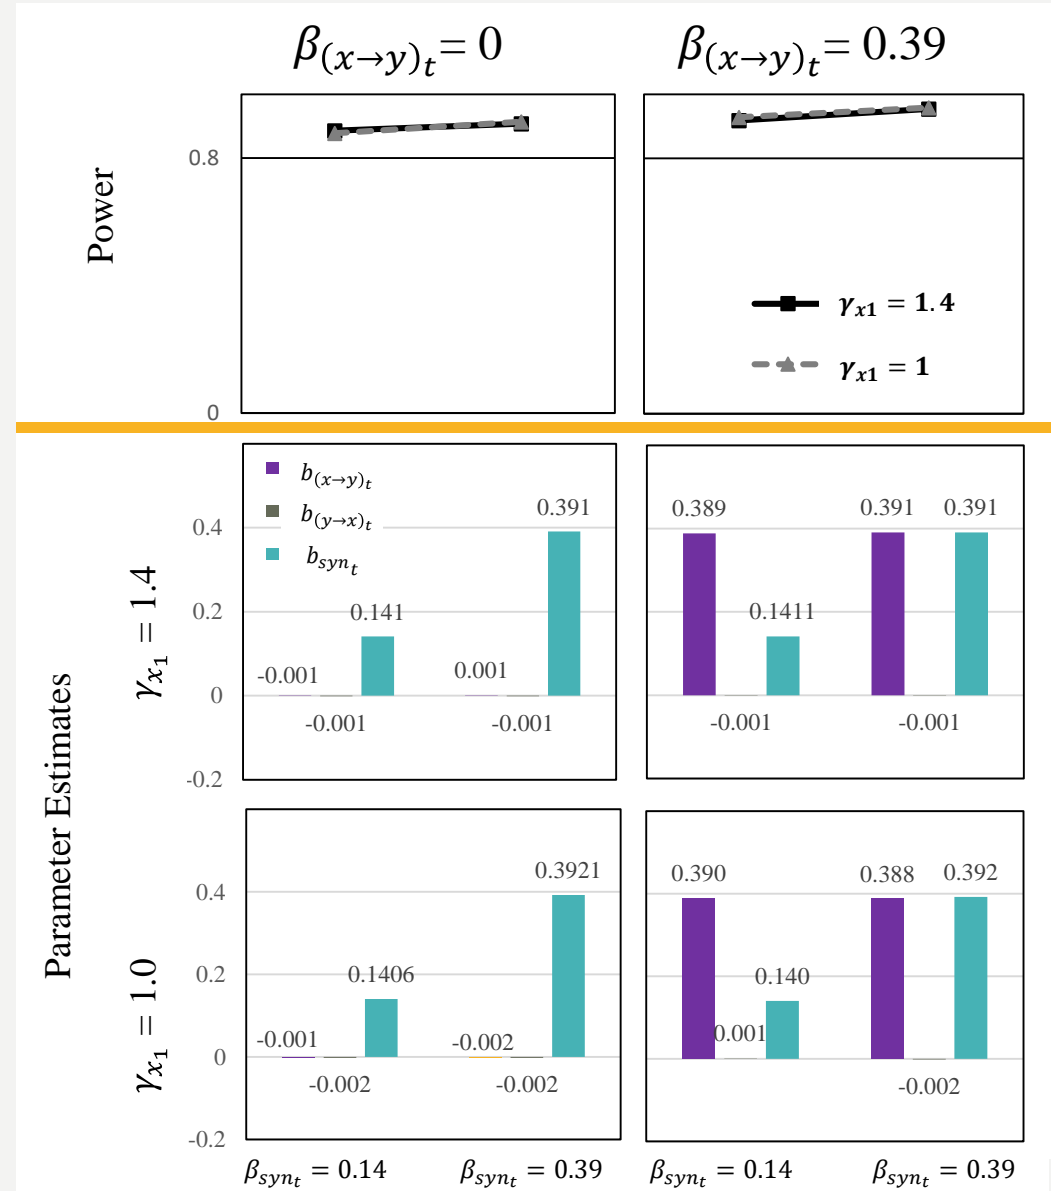 β(x→y)t = 0
β(x→y)t = 0.39
Power
0.8
0
γx1 = 1.4
γx1 = 1
Parameter Estimates
γx1 = 1.4
0.4
0.2
0
-0.2
b(x→y)t
b(y→x)t
bsynt
-0.001
-0.001
0.141
0.001
-0.001
0.391
0.389
-0.001
0.1411
0.391
-0.001
0.391
γx1 = 1.0
0.4
0.2
0
-0.2
-0.001
-0.002
0.1406
-0.002
-0.002
0.3921
0.390
0.001
0.140
0.388
-0.002
0.392
βsynt = 0.14
βsynt = 0.39
βsynt = 0.14
βsynt = 0.39